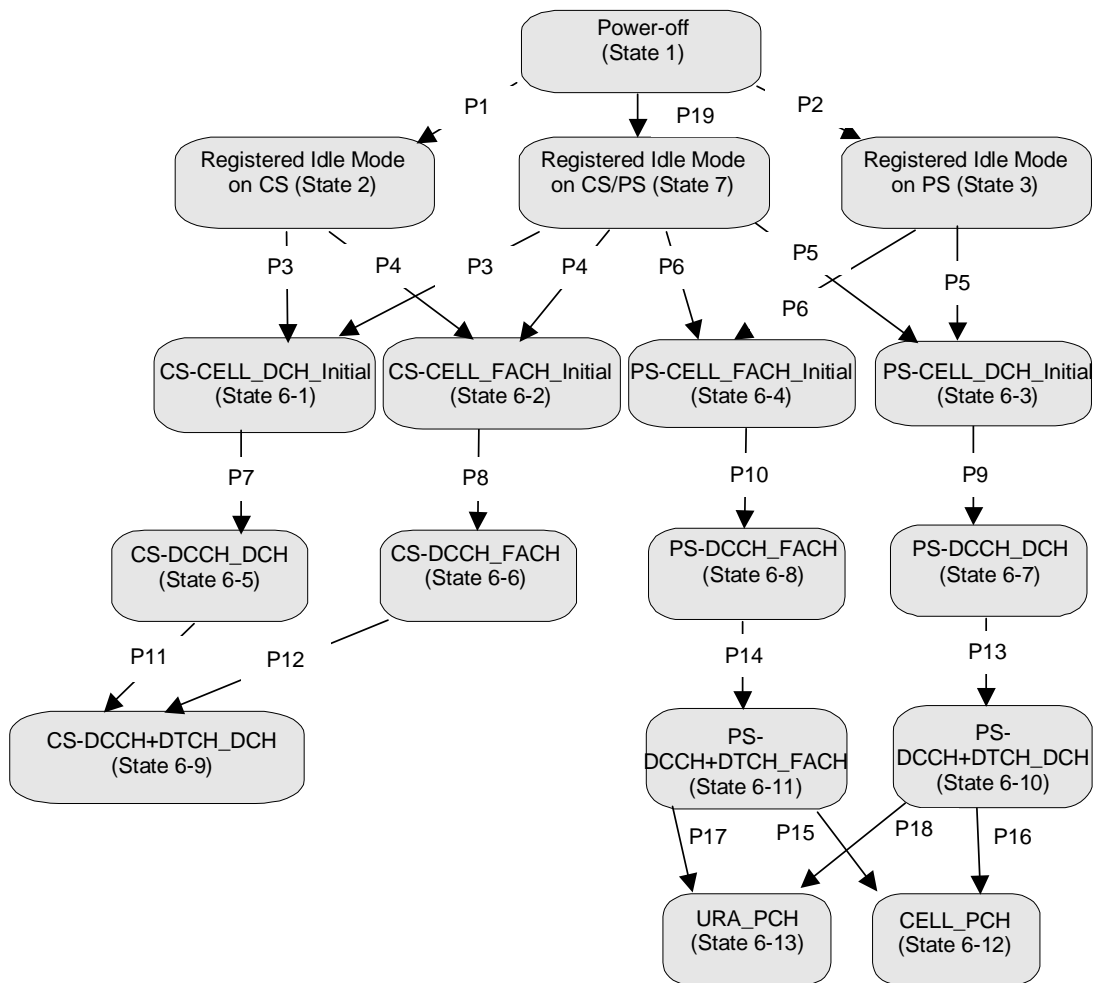 Power-off
(State 1)
P1
P19
P2
Registered Idle Mode
on CS (State 2)
Registered Idle Mode
on CS/PS (State 7)
Registered Idle Mode
on PS (State 3)
P3
P4
P3
P4
P6
P5
P6
P5
CS-CELL_DCH_Initial
(State 6-1)
CS-CELL_FACH_Initial
(State 6-2)
PS-CELL_FACH_Initial
(State 6-4)
PS-CELL_DCH_Initial
(State 6-3)
P7
P8
P10
P9
CS-DCCH_DCH
(State 6-5)
CS-DCCH_FACH
(State 6-6)
PS-DCCH_FACH
(State 6-8)
PS-DCCH_DCH
(State 6-7)
P11
P12
P14
P13
CS-DCCH+DTCH_DCH
(State 6-9)
PS-
DCCH+DTCH_FACH
(State 6-11)
PS-
DCCH+DTCH_DCH
(State 6-10)
P17
P15
P18
P16
URA_PCH
(State 6-13)
CELL_PCH
(State 6-12)